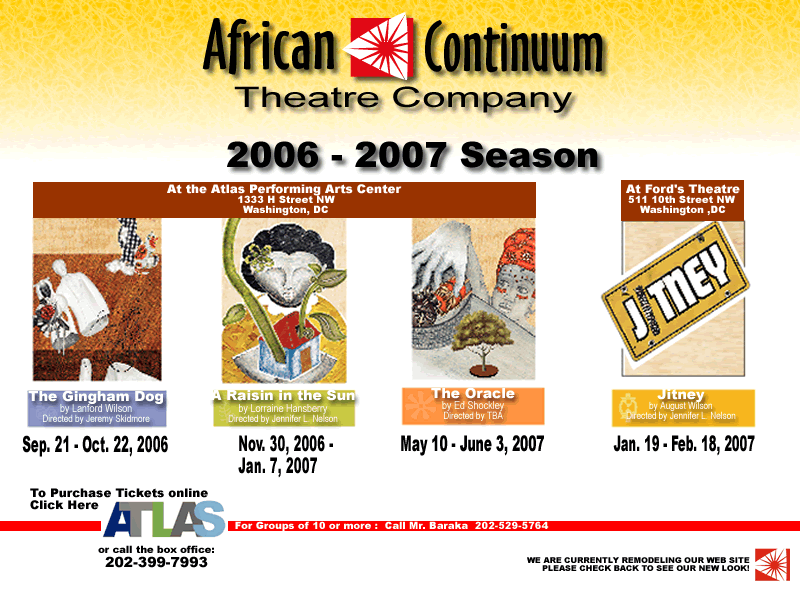 African Continuum
Theatre Company
2006 - 2007 Season
At the Atlas Performing Arts Center
1333 H Street NW
Washington, DC
At Ford's Theatre
511 10th Street NW
Washington ,DC
JITNEY
The Gingham Dog
by Lanford Wilson
Directed by Jeremy Skidmore
Sep. 21 - Oct. 22, 2006
A Raisin in the Sun
by Lorraine Hansberry
Directed by Jennifer L. Nelson
Nov. 30, 2006 -
Jan. 7, 2007
The Oracle
by Ed Shockley
Directed by TBA
May 10 - June 3, 2007
Jitney
by August Wilson
Directed by Jennifer L. Nelson
Jan. 19 - Feb. 18, 2007
To Purchase Tickets online
Click Here
ATLAS
For Groups of 10 or more : Call Mr. Baraka 202-529-5764
or call the box office:
202-399-7993
WE ARE CURRENTLY REMODELING OUR WEB SITE
PLEASE CHECK BACK TO SEE OUR NEW LOOK!